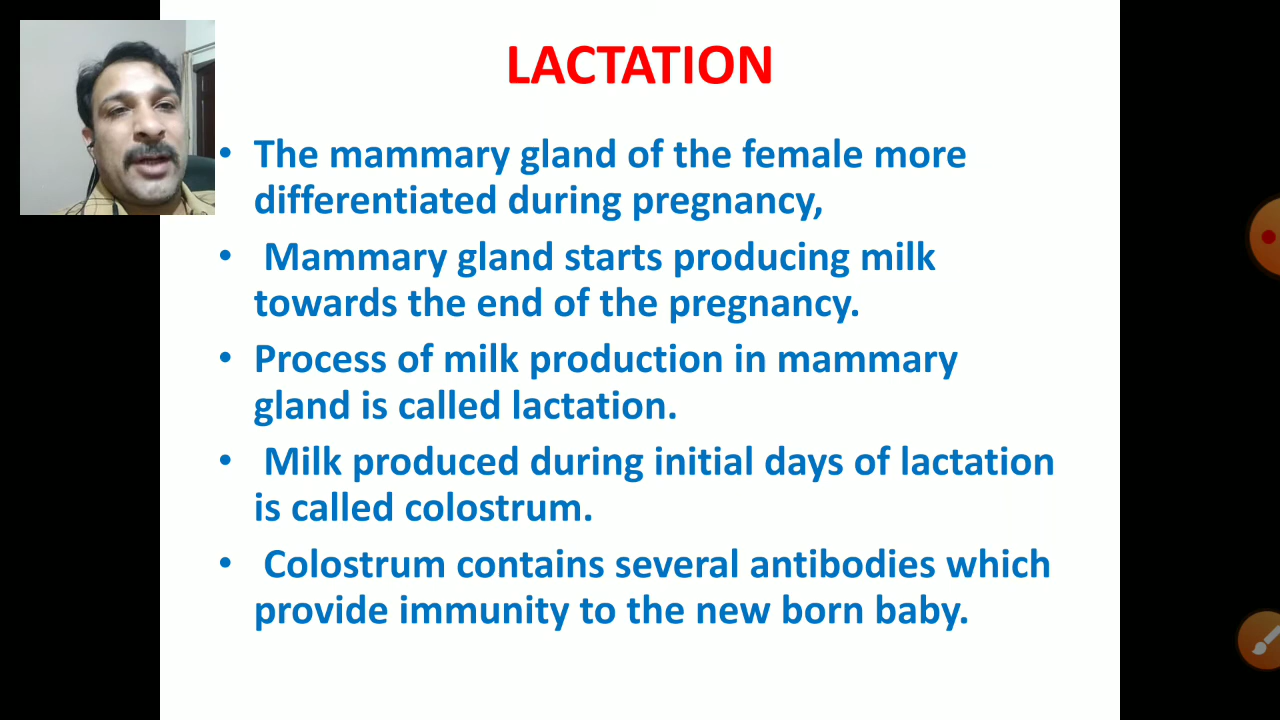 LACTATION
• The mammary gland of the female more
differentiated during pregnancy,
• Mammary gland starts producing milk
towards the end of the pregnancy.
• Process of milk production in mammary
gland is called lactation.
• Milk produced during initial days of lactation
is called colostrum.
• Colostrum contains several antibodies which
provide immunity to the new born baby.